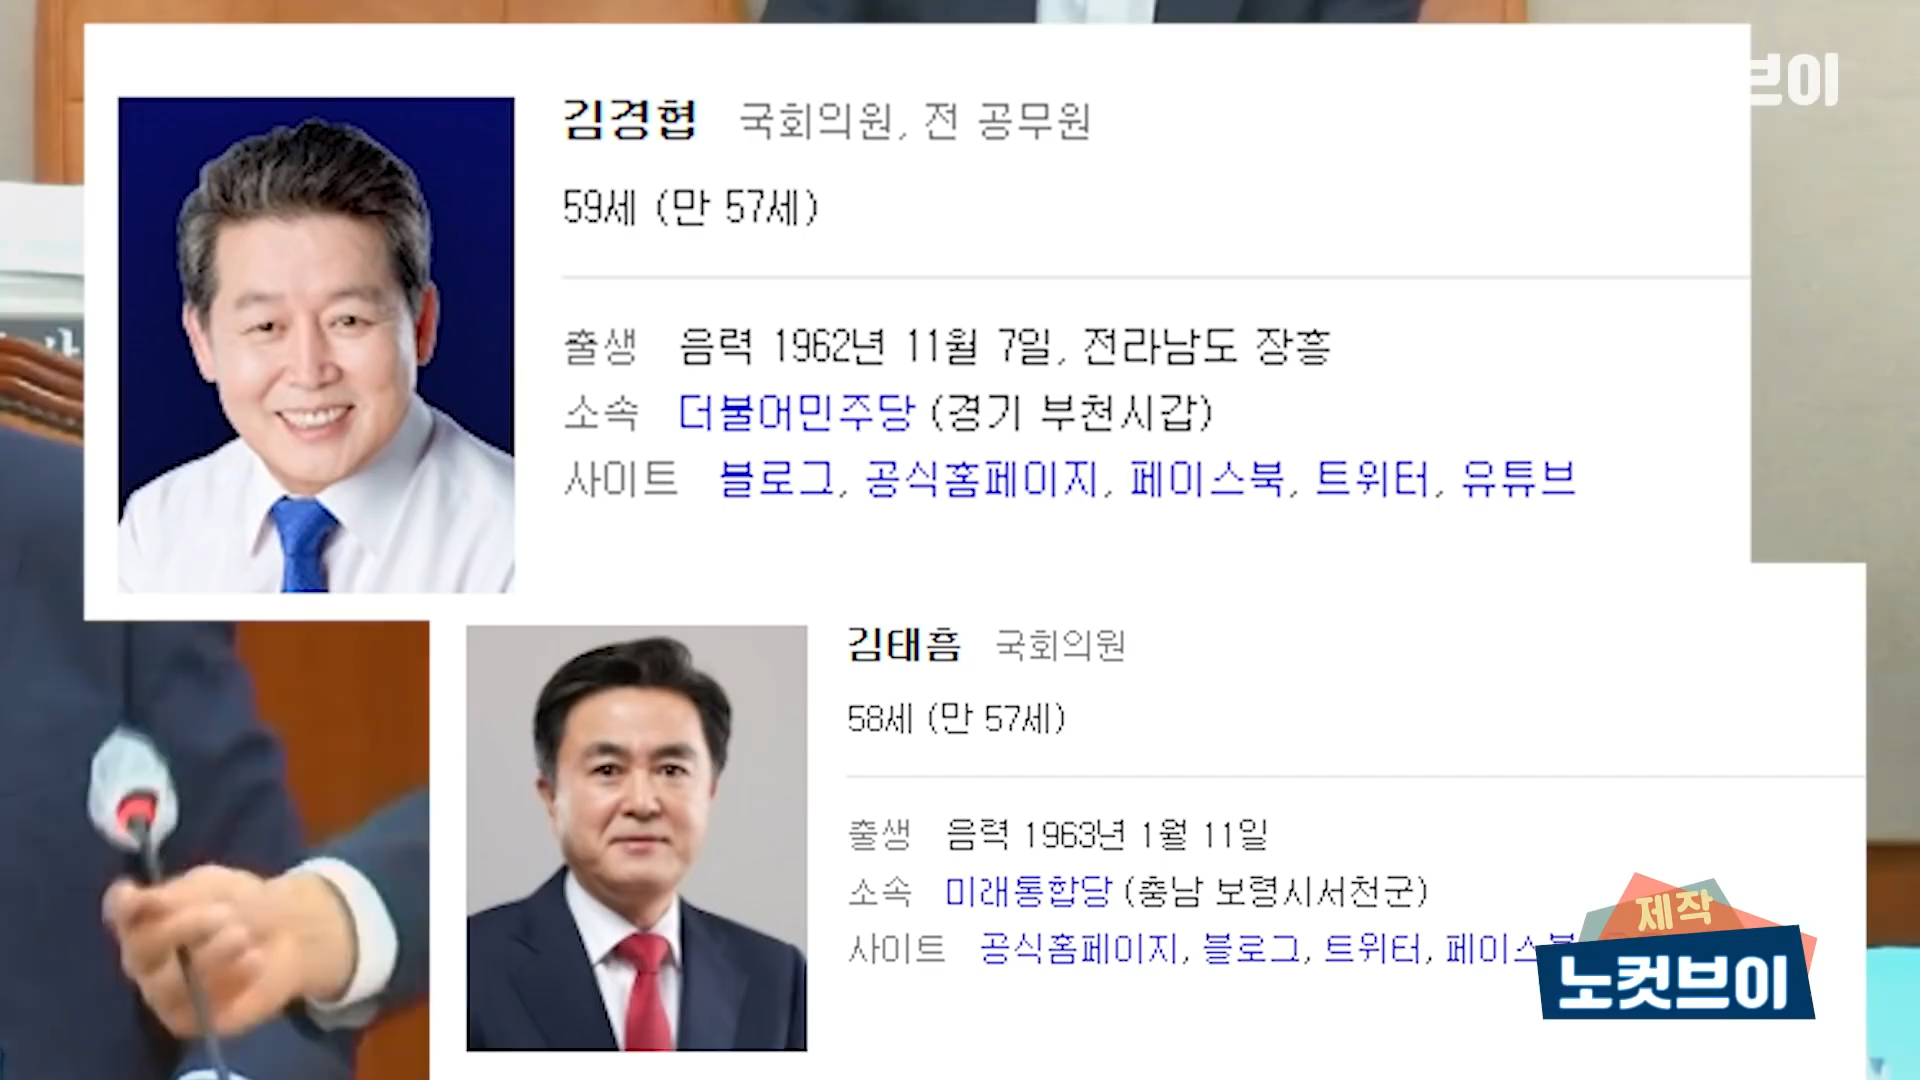 브이
김경협 국회의원, 전 공무원
59세 (만 57세)
출생 음력 1962년 11월 7일, 전라남도 장흥
소속 더불어민주당 (경기 부천시갑)
사이트 블로그, 공식홈페이지, 페이스북, 트위터, 유튜브
김태흠 국회의원
58세 (만 57세)
출생 음력 1963년 1월 11일
소속 미래통합당 (충남 보령시서천군)
사이트 공식홈페이지, 블로그, 트위터, 페이스북
제작
노컷브이